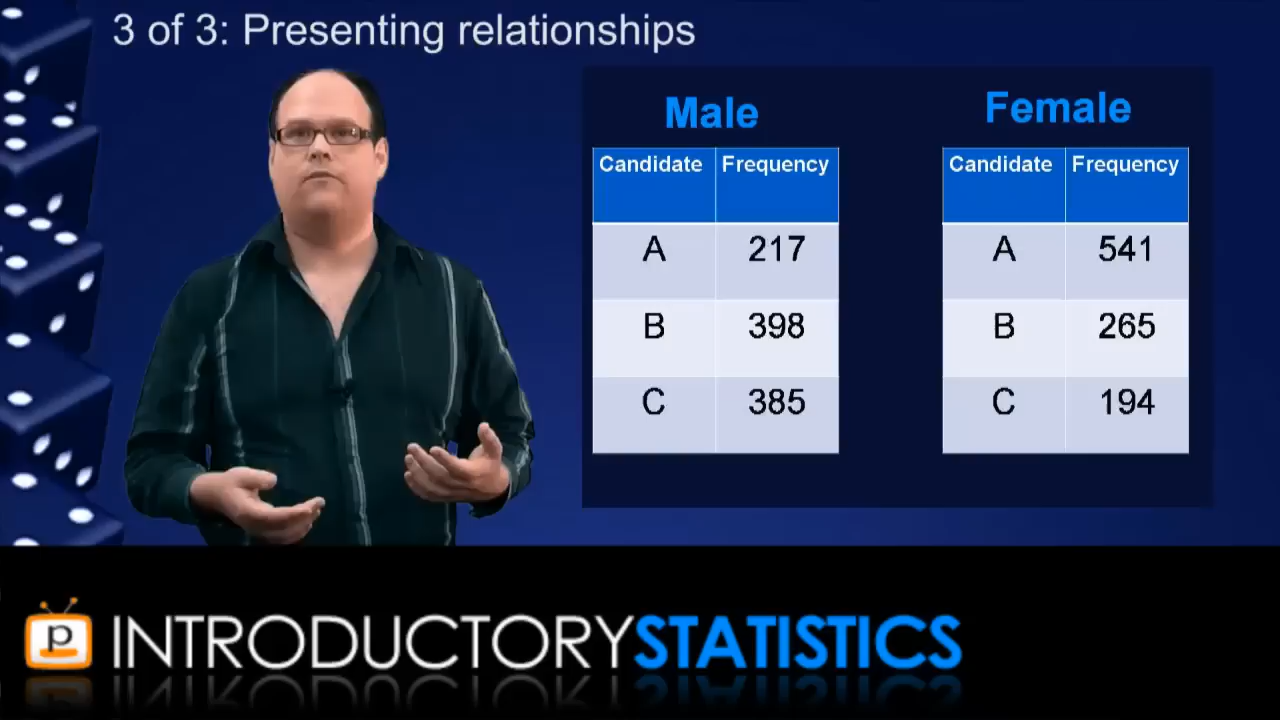 3 of 3: Presenting relationships
Male
Candidate Frequency
A 217
B 398
C 385
Female
Candidate Frequency
A 541
B 265
C 194
p INTRODUCTORYSTATISTICS